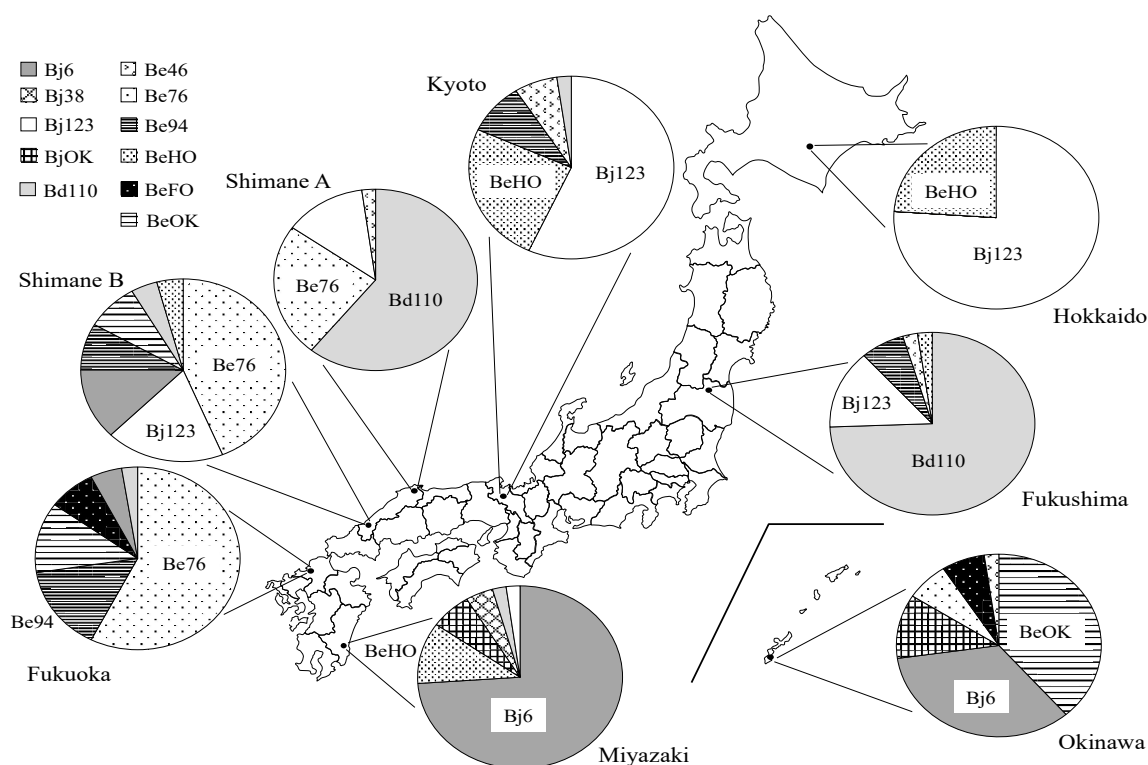 Bj6
Bj38
Bj123
BjOK
Bd110
Be46
Be76
Be94
BeHO
BeFO
BeOK
Kyoto
BeHO
Bj123
Shimane A
Be76
Bd110
BeHO
Bj123
Hokkaido
Shimane B
Be76
Bj123
Bj123
Bd110
Fukushima
Be76
Be94
Fukuoka
BeHO
Bj6
Miyazaki
BeOK
Bj6
Okinawa